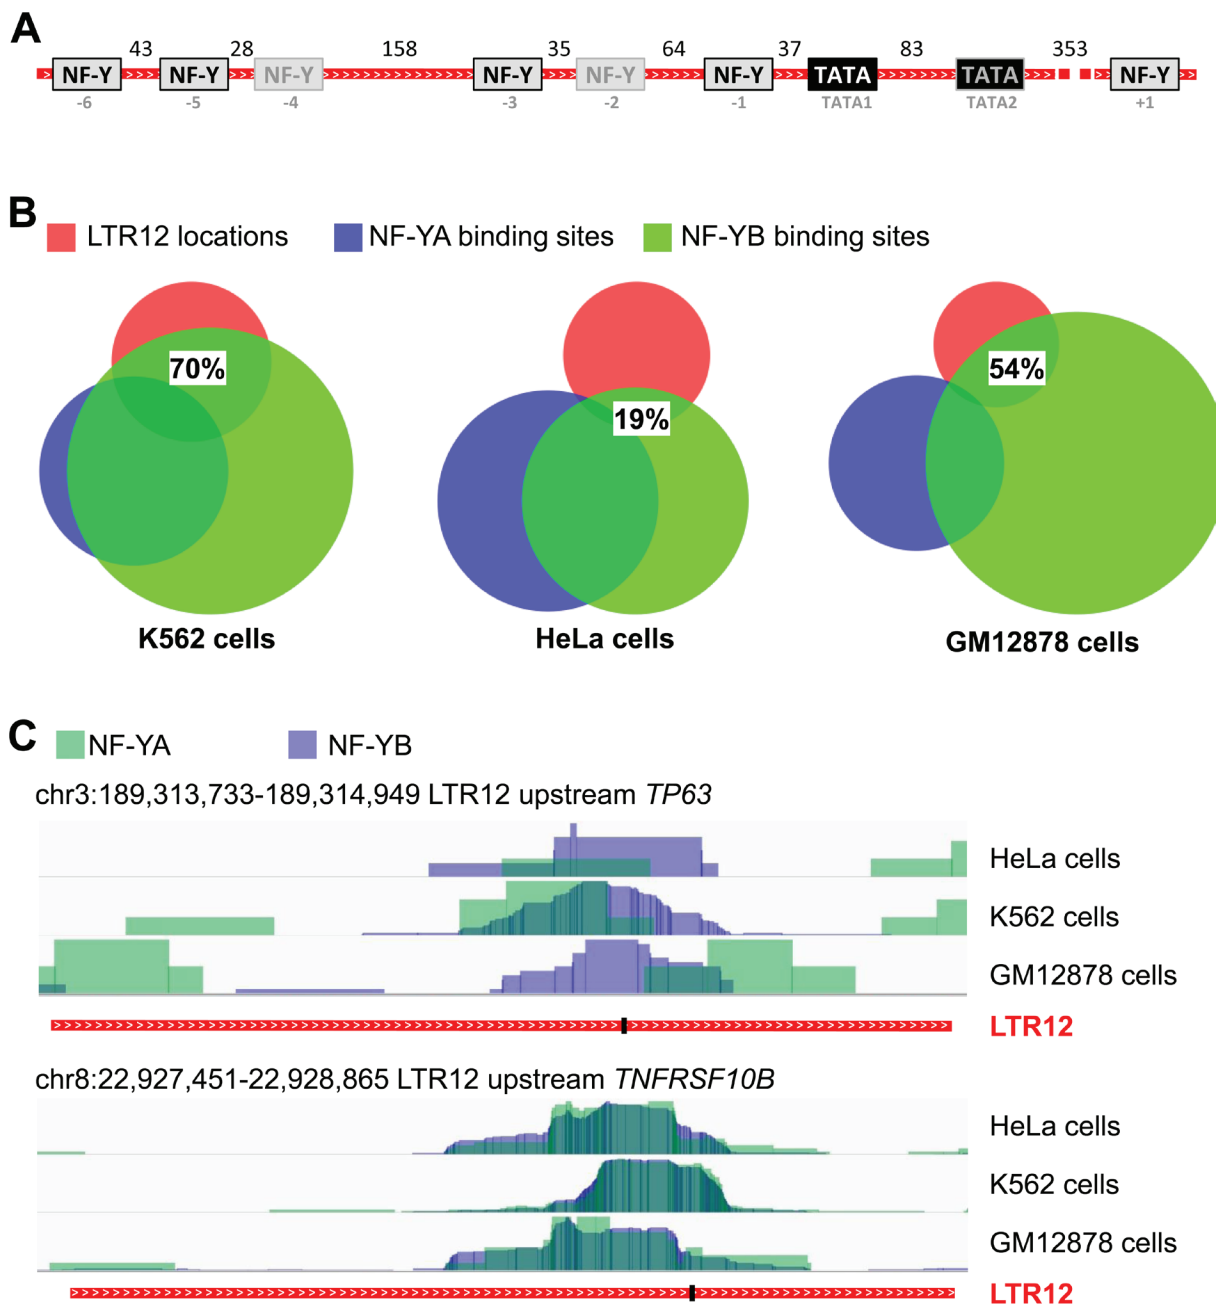 A
43 28 158 35 64 37 83 353
NF-Y NF-Y NF-Y NF-Y NF-Y NF-Y TATA TATA NF-Y
-6 -5 -4 -3 -2 -1 TATA1 TATA2 +1
B
LTR12 locations NF-YA binding sites NF-YB binding sites
70% 19% 54%
K562 cells HeLa cells GM12878 cells
C
NF-YA NF-YB
chr3:189,313,733-189,314,949 LTR12 upstream TP63
HeLa cells
K562 cells
GM12878 cells
LTR12
chr8:22,927,451-22,928,865 LTR12 upstream TNFRSF10B
HeLa cells
K562 cells
GM12878 cells
LTR12